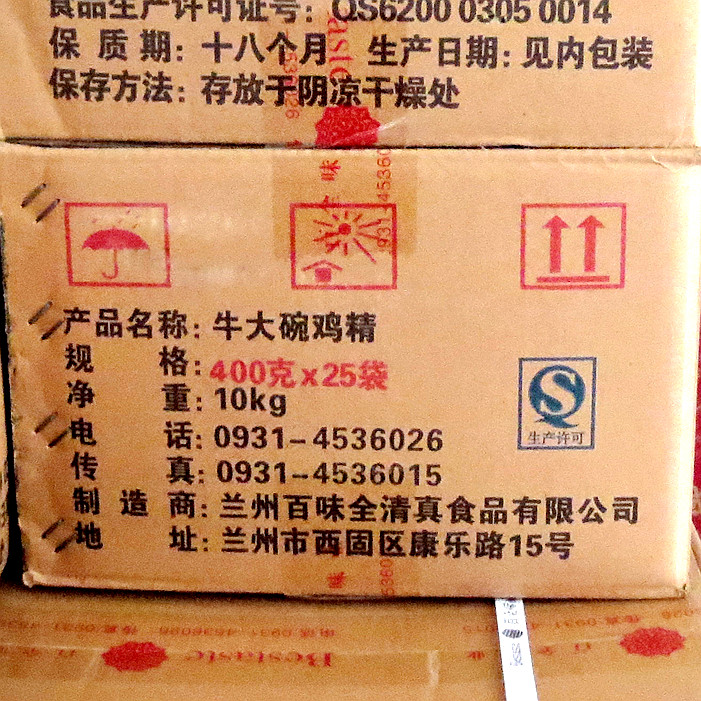 食品生产许可证号：QS6200 0305 0014
保 质 期：十八个月 生产日期：见内包装
保存方法：存放于阴凉干燥处
产品名称：牛大碗鸡精
规 格：400克x25袋
净 重：10kg
生产许可
电 话：0931-4536026
传 真：0931-4536015
制 造 商：兰州百味全清真食品有限公司
地 址：兰州市西固区康乐路15号
传真:0931-4536026
Bestaste